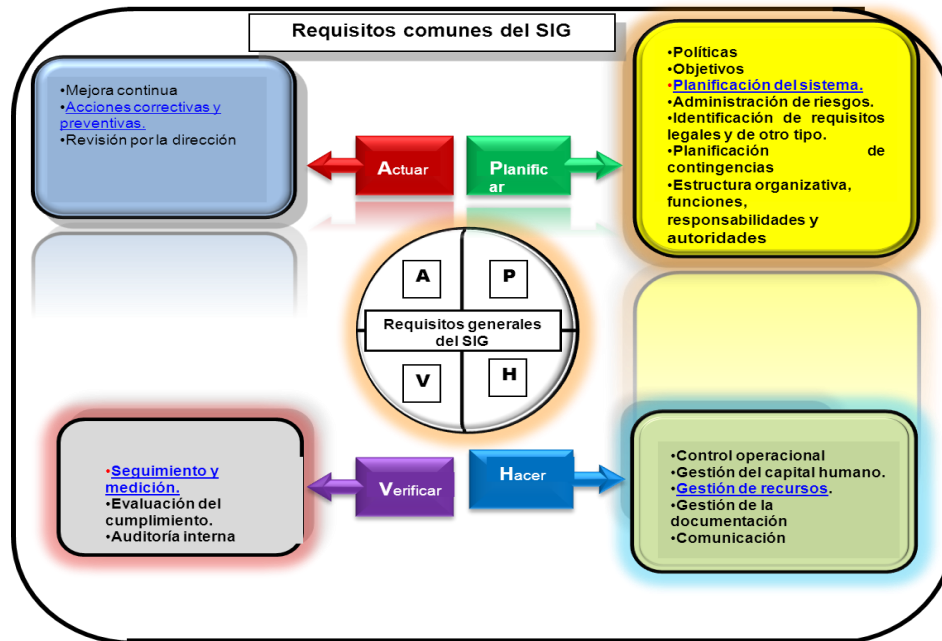 Requisitos comunes del SIG
•Mejora continua
•Acciones correctivas y
preventivas.
•Revisión por la dirección
Actuar
Planific
ar
•Políticas
•Objetivos
•Planificación del sistema.
•Administración de riesgos.
•Identificación de requisitos
legales y de otro tipo.
•Planificación de
contingencias
•Estructura organizativa,
funciones,
responsabilidades y
autoridades
A
P
Requisitos generales
del SIG
V
H
•Seguimiento y
medición.
•Evaluación del
cumplimiento.
•Auditoría interna
Verificar
Hacer
•Control operacional
•Gestión del capital humano.
•Gestión de recursos.
•Gestión de la
documentación
•Comunicación